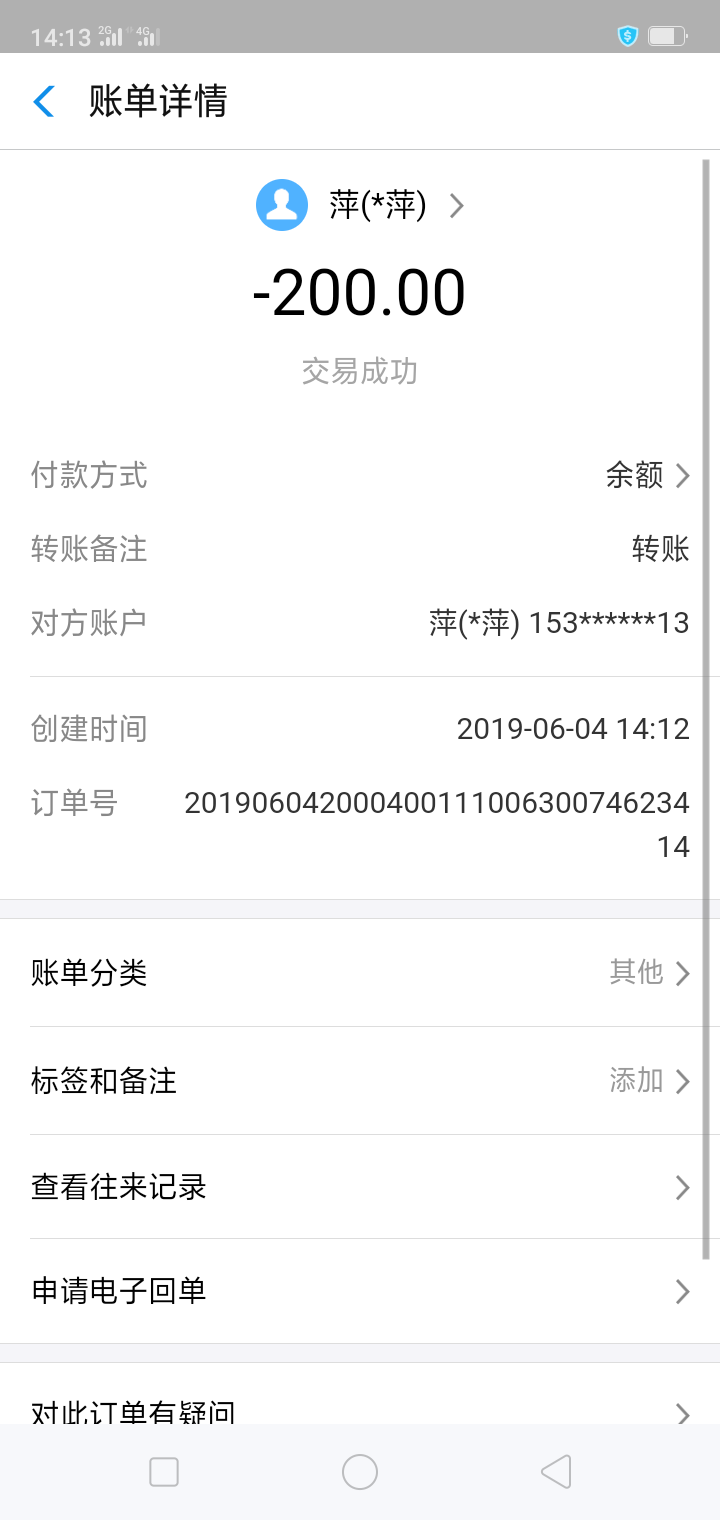 14:13 2G 4G
账单详情
萍(*萍)
-200.00
交易成功
付款方式 余额
转账备注 转账
对方账户 萍(*萍) 153******13
创建时间 2019-06-04 14:12
订单号 201906042000400111006300746234
14
账单分类 其他
标签和备注 添加
查看往来记录
申请电子回单
对此订单有疑问